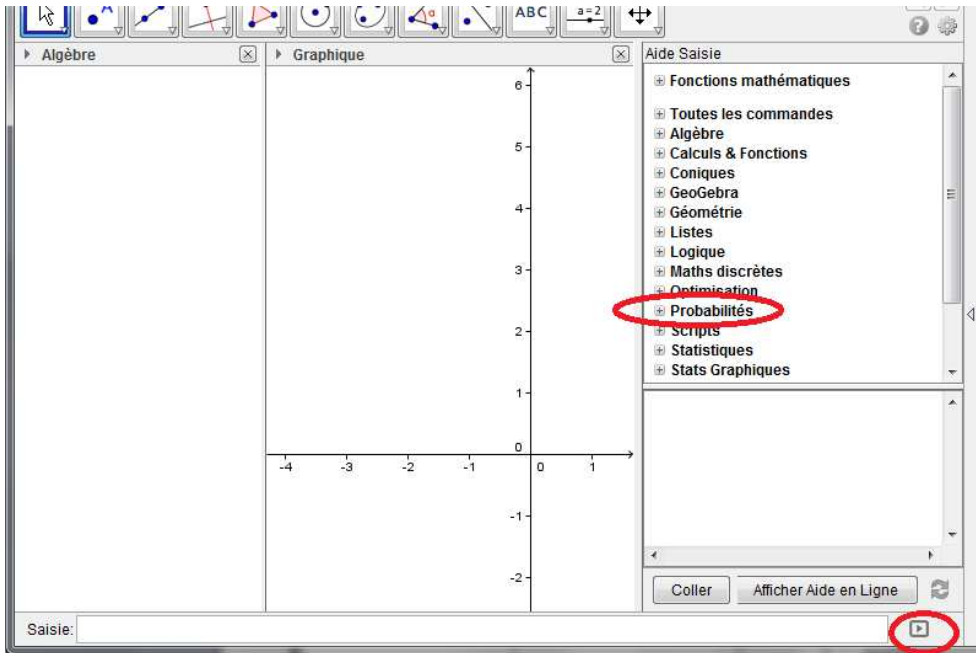 A
a
ABC
a = 2
Algèbre
Graphique
Aide Saisie
Fonctions mathématiques
Toutes les commandes
Algèbre
Calculs & Fonctions
Coniques
GeoGebra
Géométrie
Listes
Logique
Maths discrètes
Optimisation
Probabilités
Scripts
Statistiques
Stats Graphiques
6
5
4
3
2
1
0
-4 -3 -2 -1 0 1
-1
-2
Coller Afficher Aide en Ligne
Saisie: